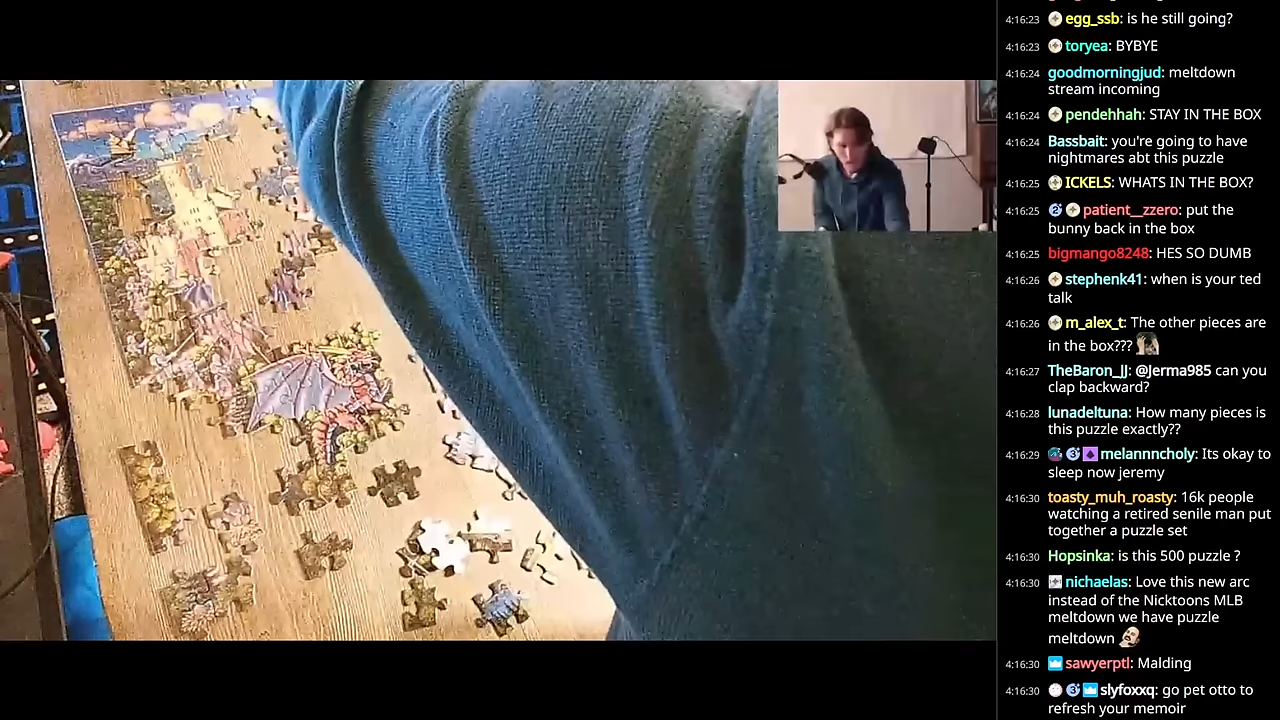 4:16:23 egg_ssb: is he still going?
4:16:23 toryea: BYBYE
4:16:24 goodmorningjud: meltdown
stream incoming
4:16:24 pendehhah: STAY IN THE BOX
4:16:24 Bassbait: you're going to have
nightmares abt this puzzle
4:16:25 ICKELS: WHATS IN THE BOX?
4:16:25 patient__zzero: put the
bunny back in the box
4:16:25 bigmango8248: HES SO DUMB
4:16:26 stephenk41: when is your ted
talk
4:16:26 m_alex_t: The other pieces are
in the box???
4:16:27 TheBaron_JJ: @Jerma985 can you
clap backward?
4:16:28 lunadeltuna: How many pieces is
this puzzle exactly??
4:16:29 melannncholy: Its okay to
sleep now jeremy
4:16:30 toasty_muh_roasty: 16k people
watching a retired senile man put
together a puzzle set
4:16:30 Hopsinka: is this 500 puzzle ?
4:16:30 nichaelas: Love this new arc
instead of the Nicktoons MLB
meltdown we have puzzle
meltdown
4:16:30 sawyerptl: Malding
4:16:30 slyfoxxq: go pet otto to
refresh your memoir